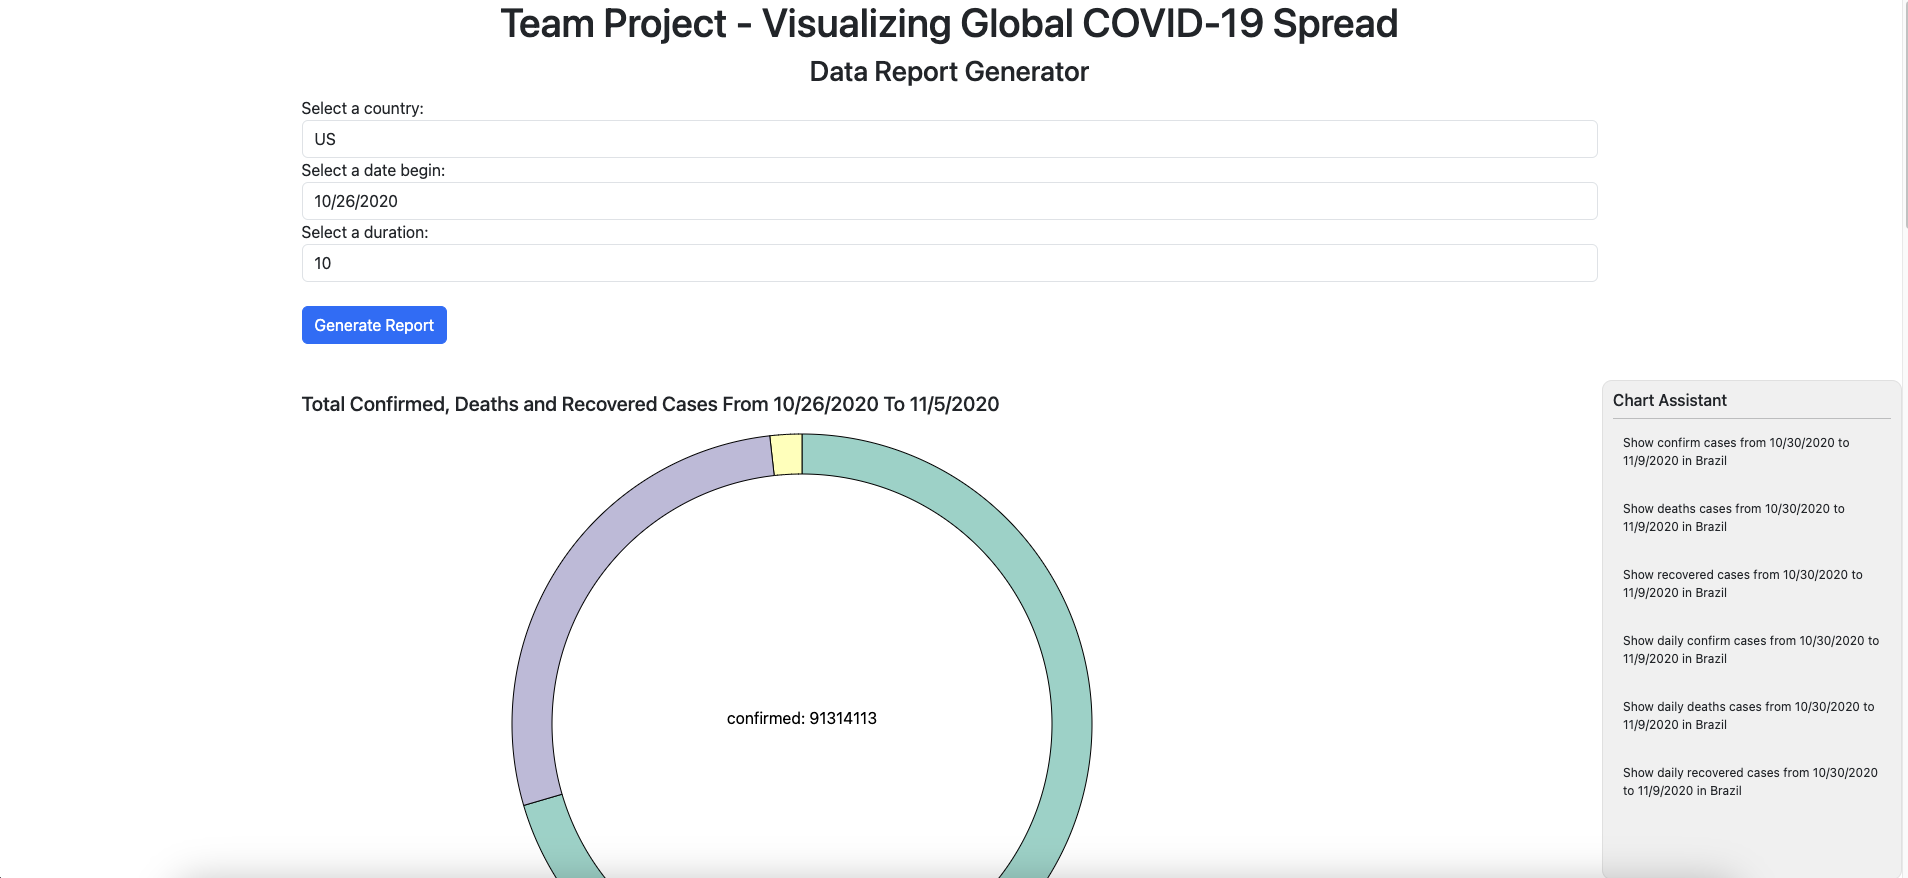 Team Project - Visualizing Global COVID-19 Spread
Data Report Generator
Select a country:
US
Select a date begin:
10/26/2020
Select a duration:
10
Generate Report
Total Confirmed, Deaths and Recovered Cases From 10/26/2020 To 11/5/2020
confirmed: 91314113
Chart Assistant
Show confirm cases from 10/30/2020 to
11/9/2020 in Brazil
Show deaths cases from 10/30/2020 to
11/9/2020 in Brazil
Show recovered cases from 10/30/2020 to
11/9/2020 in Brazil
Show daily confirm cases from 10/30/2020 to
11/9/2020 in Brazil
Show daily deaths cases from 10/30/2020 to
11/9/2020 in Brazil
Show daily recovered cases from 10/30/2020
to 11/9/2020 in Brazil